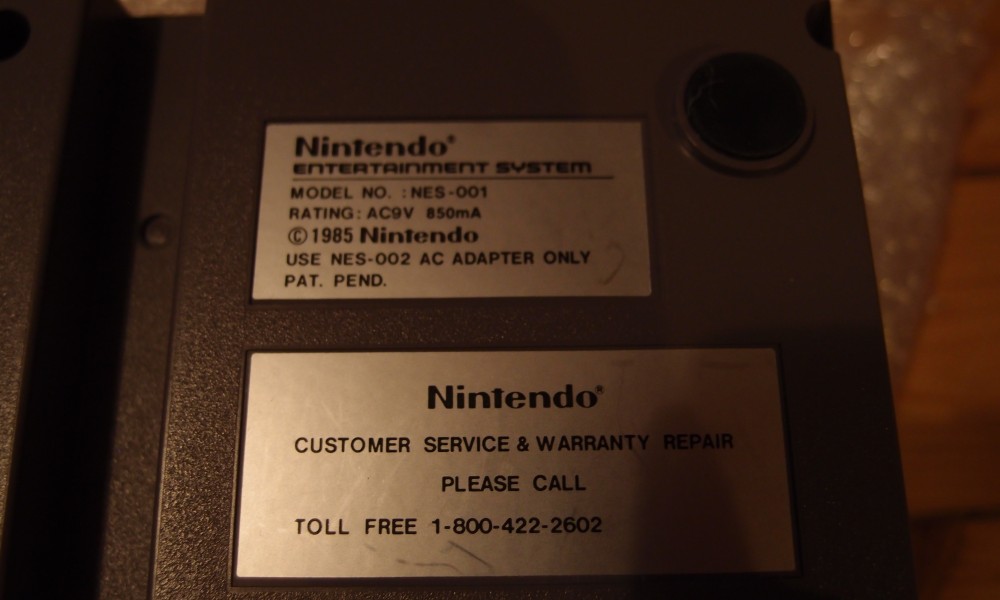 Nintendo®
ENTERTAINMENT SYSTEM
MODEL NO. : NES-001
RATING: AC9V 850mA
©1985 Nintendo
USE NES-002 AC ADAPTER ONLY
PAT. PEND.
Nintendo®
CUSTOMER SERVICE & WARRANTY REPAIR
PLEASE CALL
TOLL FREE 1-800-422-2602